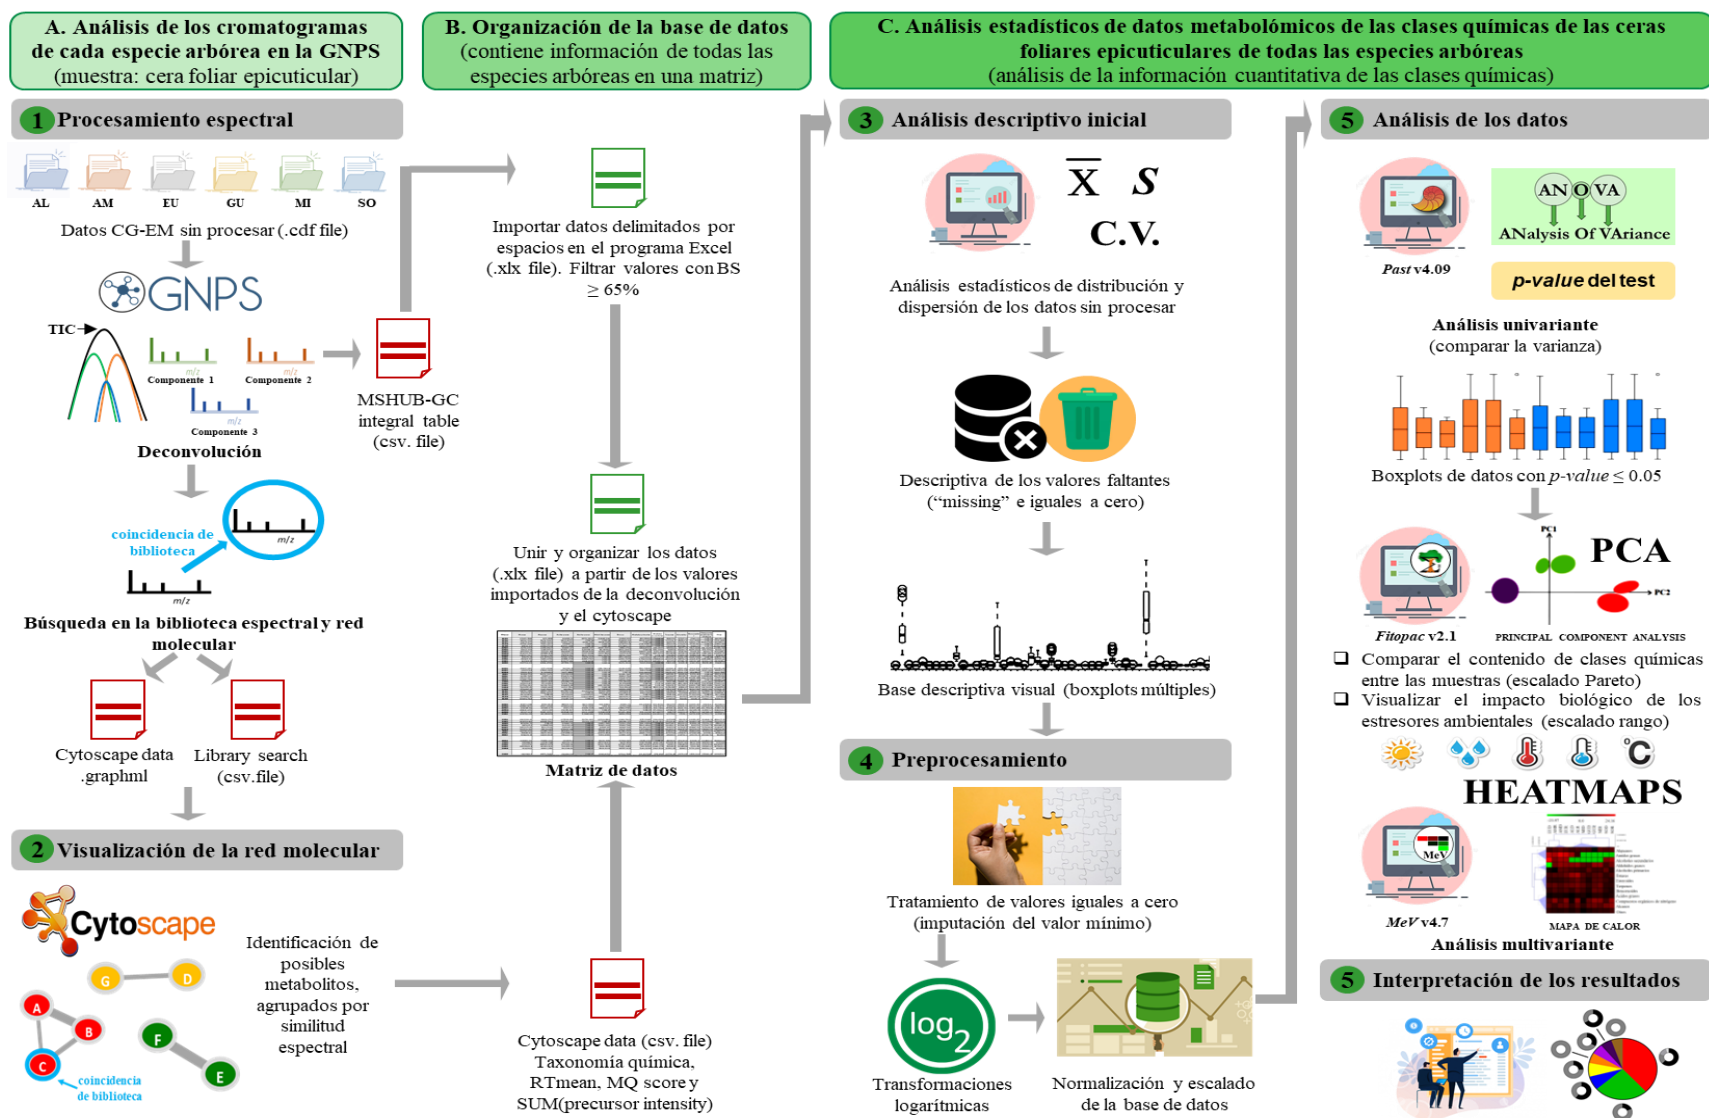 A. Análisis de los cromatogramas
de cada especie arbórea en la GNPS
(muestra: cera foliar epicuticular)
1 Procesamiento espectral
AL AM EU GU MI SO
Datos CG-EM sin procesar (.cdf file)
GNPS
TIC
m/z
Componente 1
m/z
Componente 2
m/z
Componente 3
Deconvolución
MSHUB-GC
integral table
(csv. file)
coincidencía de
biblioteca
m/z
m/z
Búsqueda en la biblioteca espectral y red
molecular
Cytoscape data
.graphml
Library search
(csv.file)
2 Visualización de la red molecular
Cytoscape
G D
A
B
C
F
E
coincidencia
de biblioteca
Identificación de
posibles
metabolitos,
agrupados por
similitud
espectral
B. Organización de la base de datos
(contiene información de todas las
especies arbóreas en una matriz)
Importar datos delimitados por
espacios en el programa Excel
(.xlx file). Filtrar valores con BS
≥ 65%
Unir y organizar los datos
(.xlx file) a partir de los valores
importados de la deconvolución
y el cytoscape
Matriz de datos
Cytoscape data (csv. file)
Taxonomía química,
RTmean, MQ score y
SUM(precursor intensity)
C. Análisis estadísticos de datos metabolómicos de las clases químicas de las ceras
foliares epicuticulares de todas las especies arbóreas
(análisis de la información cuantitativa de las clases químicas)
3 Análisis descriptivo inicial
X S
C.V.
Análisis estadísticos de distribución y
dispersión de los datos sin procesar
Descriptiva de los valores faltantes
(“missing” e iguales a cero)
Base descriptiva visual (boxplots múltiples)
4 Preprocesamiento
Tratamiento de valores iguales a cero
(imputación del valor mínimo)
log2
Transformaciones
logarítmicas
Normalización y escalado
de la base de datos
5 Análisis de los datos
Past v4.09
AN O VA
ANalysis Of VAriance
p-value del test
Análisis univariante
(comparar la varianza)
Boxplots de datos con p-value ≤ 0.05
Fitopac v2.1
PC1
PCA
PC2
PRINCIPAL COMPONENT ANALYSIS
❑ Comparar el contenido de clases químicas
entre las muestras (escalado Pareto)
❑ Visualizar el impacto biológico de los
estresores ambientales (escalado rango)
°C
HEATMAPS
MeV
MeV v4.7
MAPA DE CALOR
Análisis multivariante
5 Interpretación de los resultados